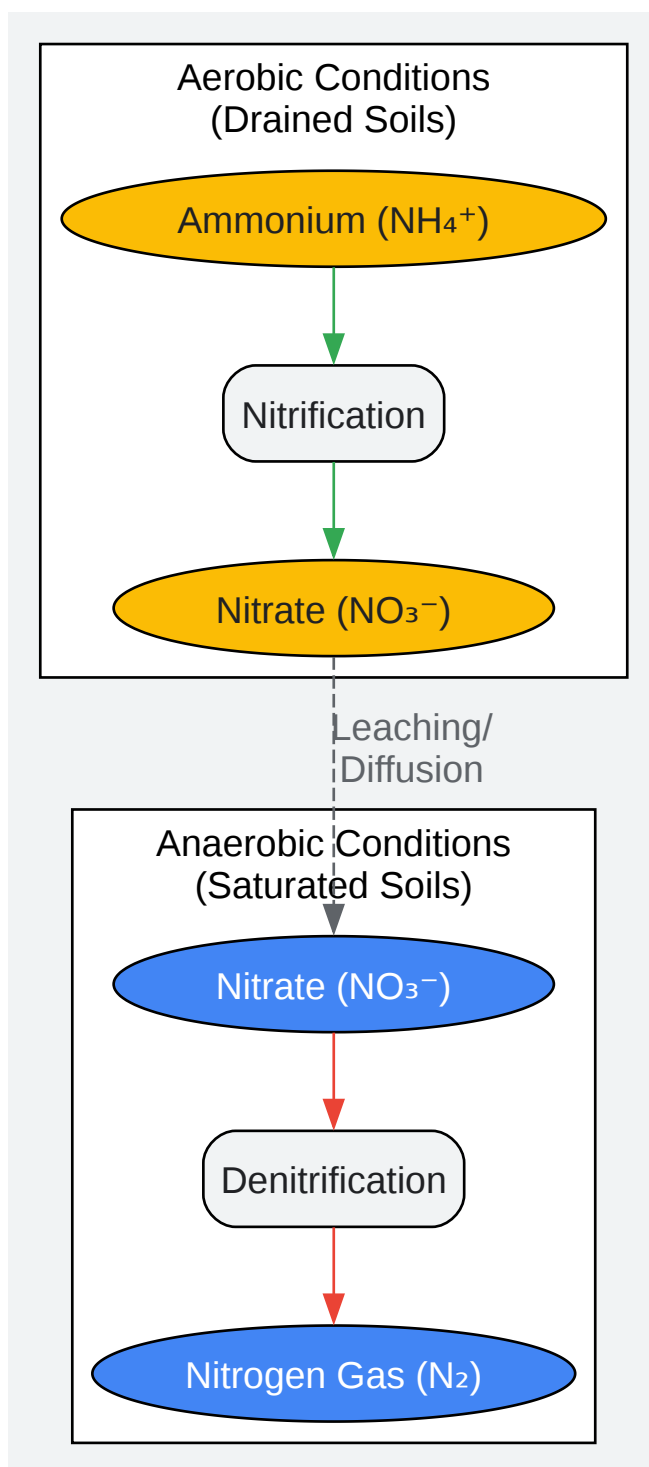 Aerobic Conditions
(Drained Soils)
Ammonium (NH₄⁺)
Nitrification
Nitrate (NO₃⁻)
Leaching/
Diffusion
Anaerobic Conditions
(Saturated Soils)
Nitrate (NO₃⁻)
Denitrification
Nitrogen Gas (N₂)